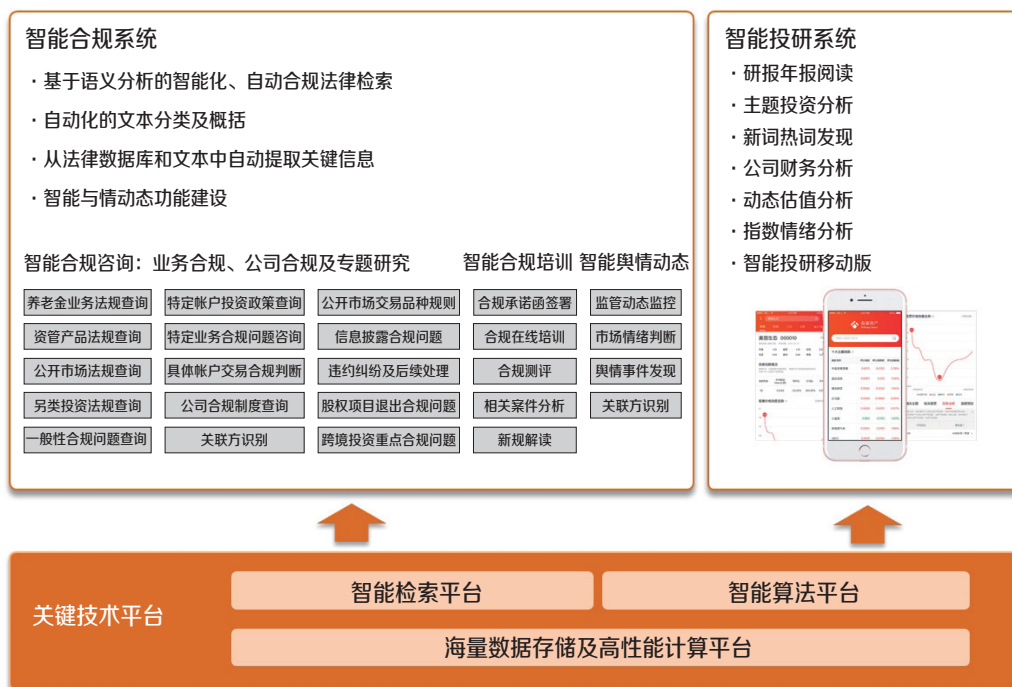 智能合规系统
·基于语义分析的智能化、自动合规法律检索
·自动化的文本分类及概括
·从法律数据库和文本中自动提取关键信息
·智能与情动态功能建设
智能合规咨询：业务合规、公司合规及专题研究
养老金业务法规查询 特定帐户投资政策查询 公开市场交易品种规则
资管产品法规查询 特定业务合规问题咨询 信息披露合规问题
公开市场法规查询 具体帐户交易合规判断 违约纠纷及后续处理
另类投资法规查询 公司合规制度查询 股权项目退出合规问题
一般性合规问题查询 关联方识别 跨境投资重点合规问题
智能合规培训
合规承诺函签署
合规在线培训
合规测评
相关案件分析
新规解读
智能舆情动态
监管动态监控
市场情绪判断
舆情事件发现
关联方识别
智能投研系统
·研报年报阅读
·主题投资分析
·新词热词发现
·公司财务分析
·动态估值分析
·指数情绪分析
·智能投研移动版
关键技术平台
智能检索平台
智能算法平台
海量数据存储及高性能计算平台